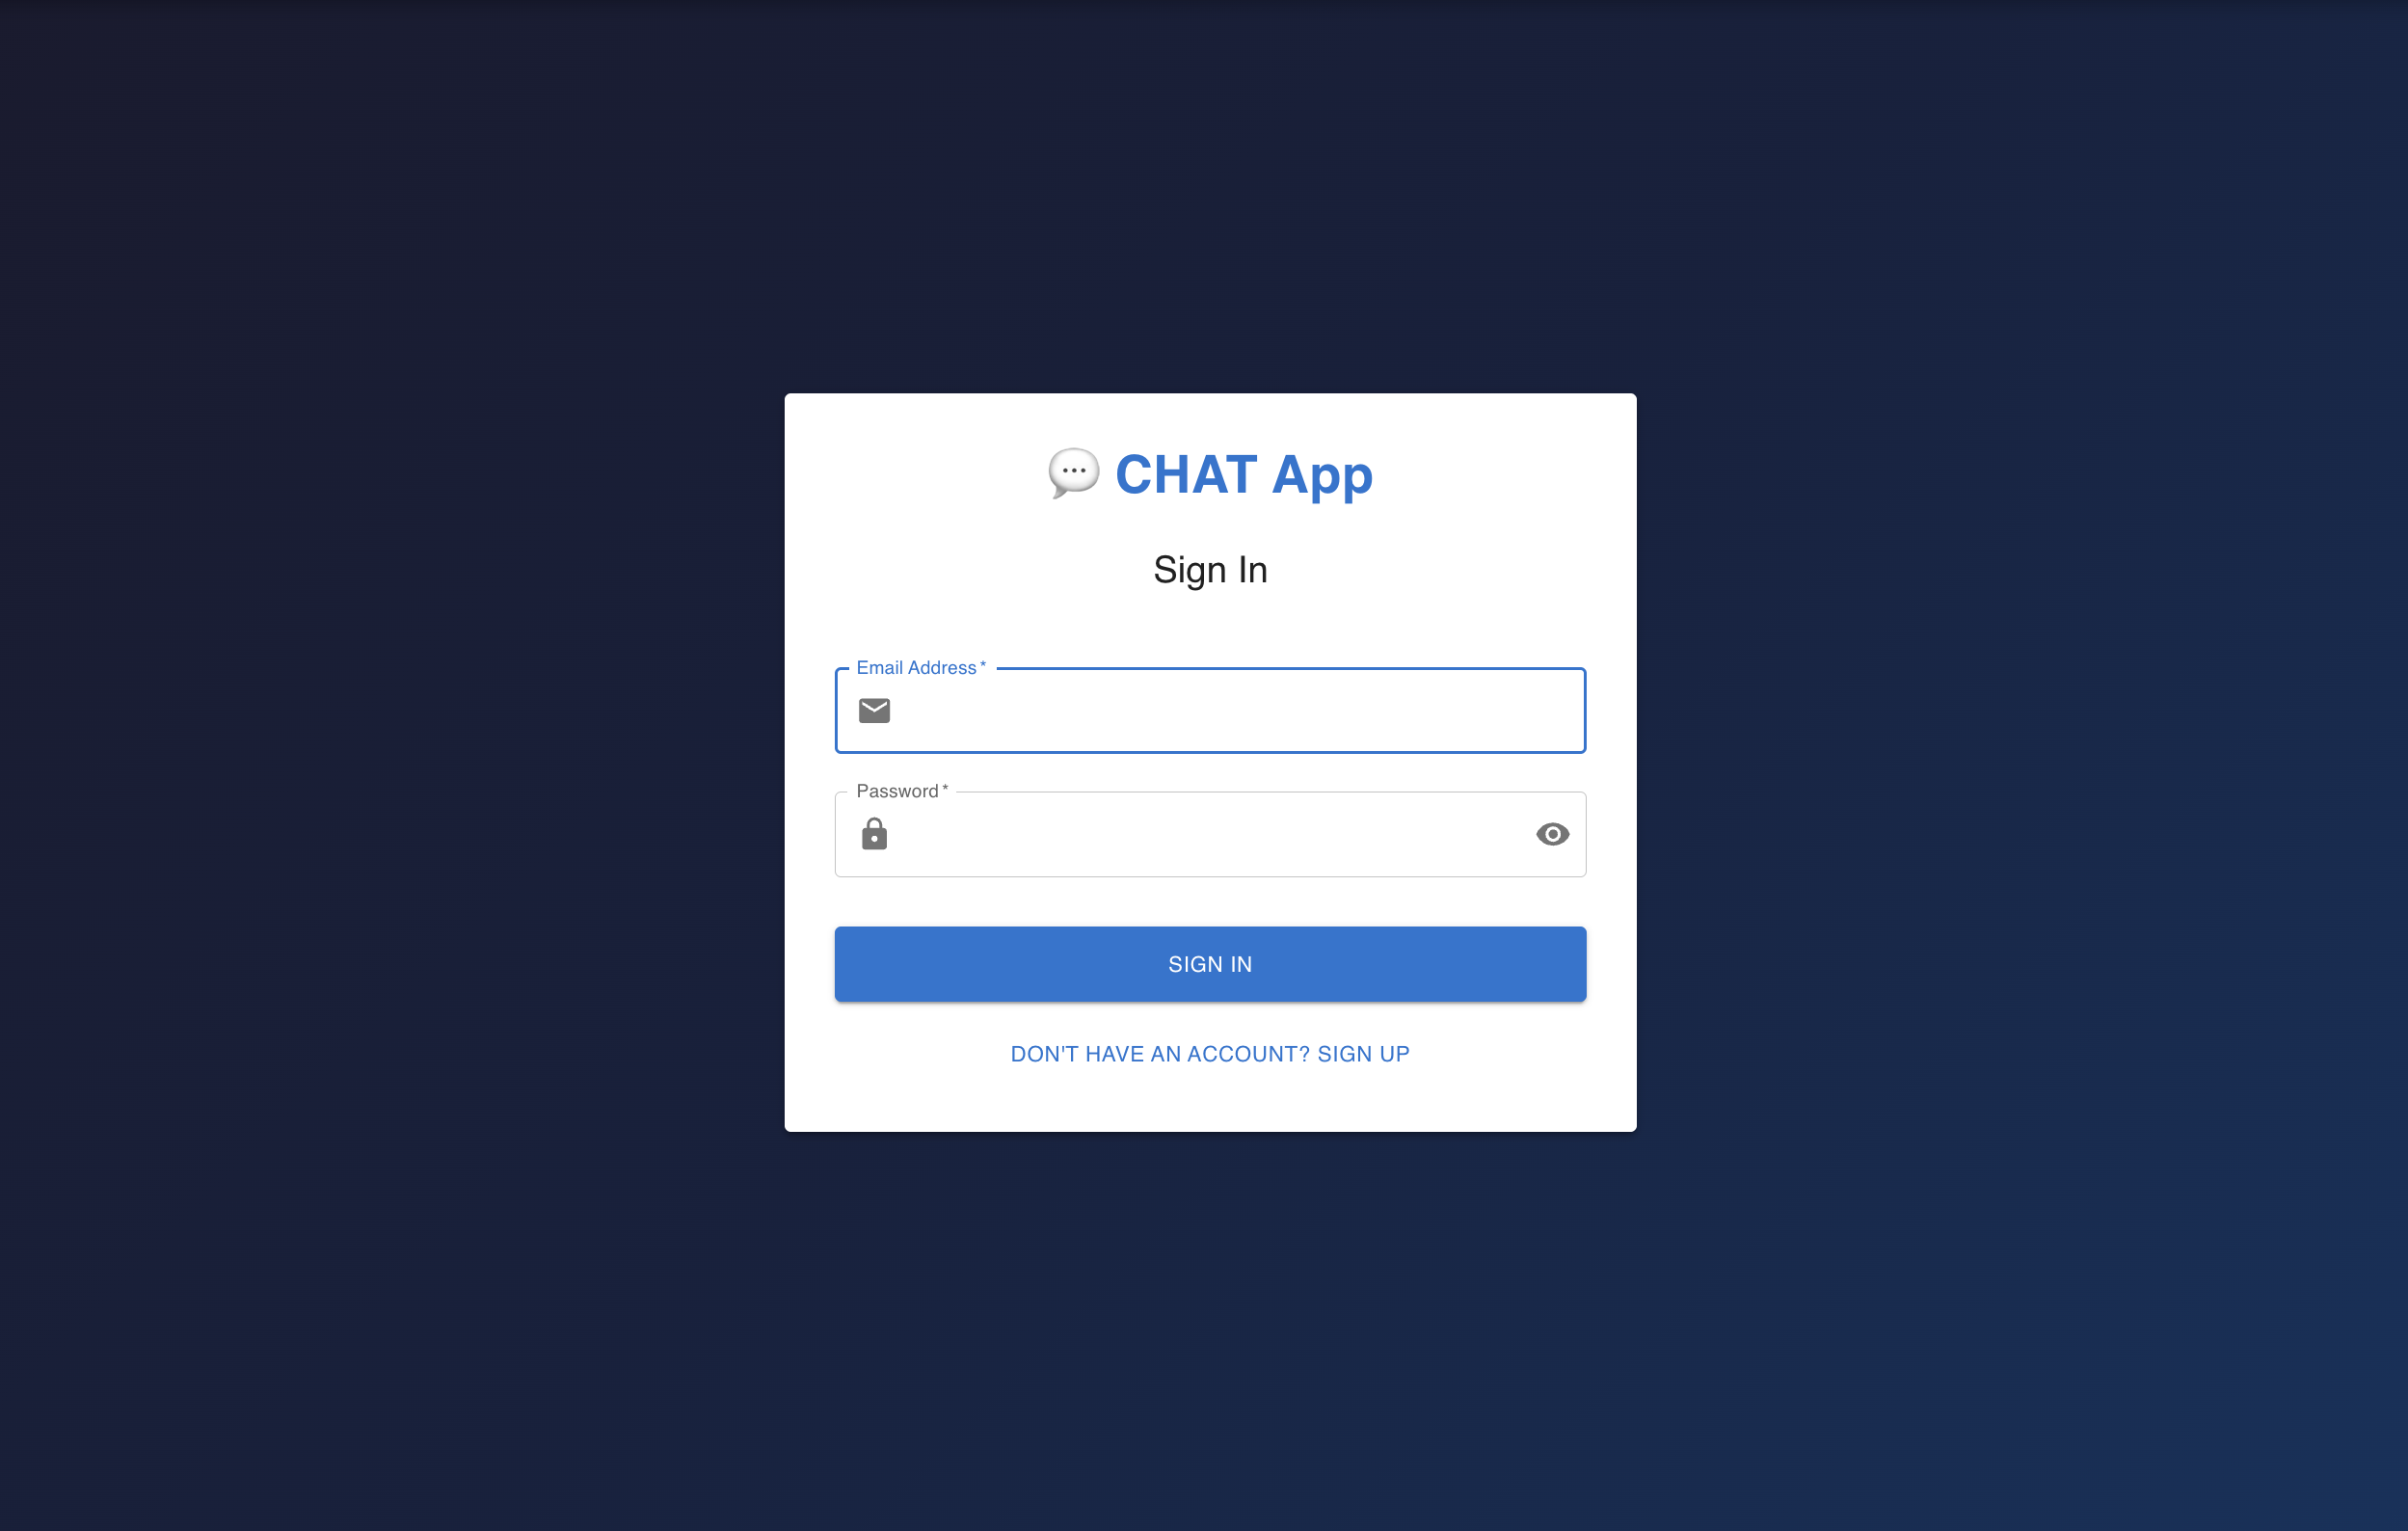 💬 CHAT App
Sign In
Email Address *
Password *
SIGN IN
DON'T HAVE AN ACCOUNT? SIGN UP